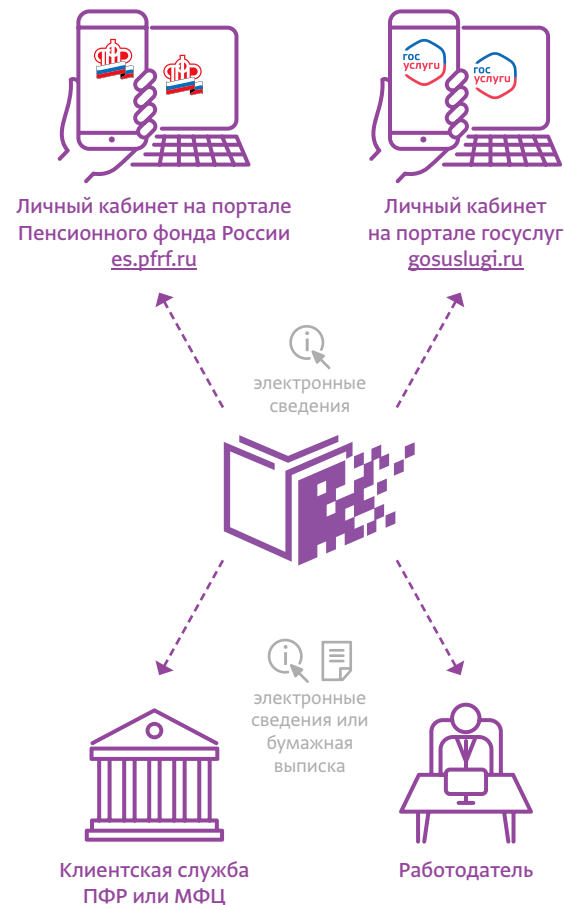 гос
услуги
гос
услуги
Личный кабинет на портале
Пенсионного фонда России
es.pfrf.ru
Личный кабинет
на портале госуслуг
gosuslugi.ru
электронные
сведения
электронные
сведения или
бумажная
выписка
Клиентская служба
ПФР или МФЦ
Работодатель